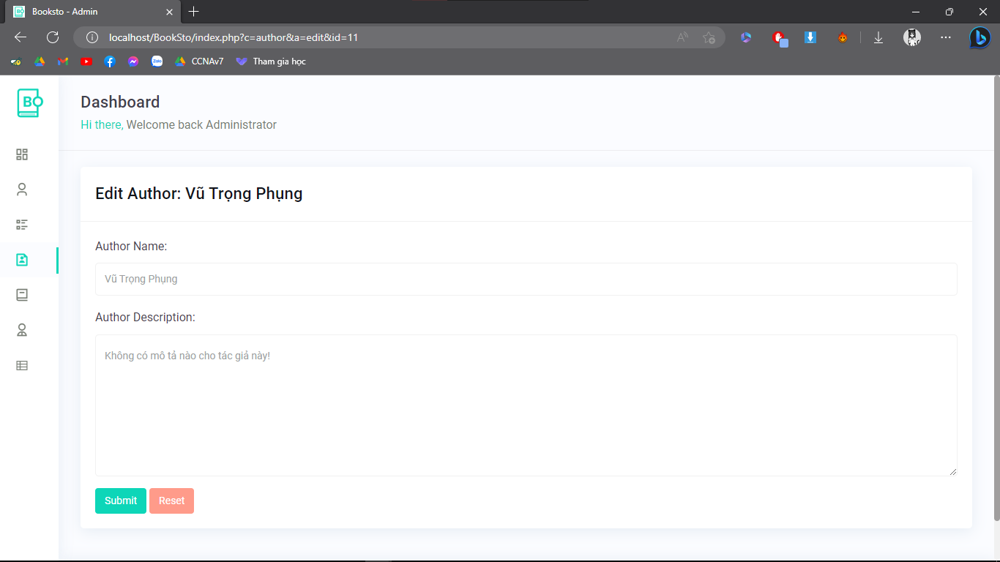 Booksto - Admin
localhost/BookSto/index.php?c=author&a=edit&id=11
CCNAv7
Tham gia học
BO
Dashboard
Hi there, Welcome back Administrator
Edit Author: Vũ Trọng Phụng
Author Name:
Vũ Trọng Phụng
Author Description:
Không có mô tả nào cho tác giả này!
Submit Reset